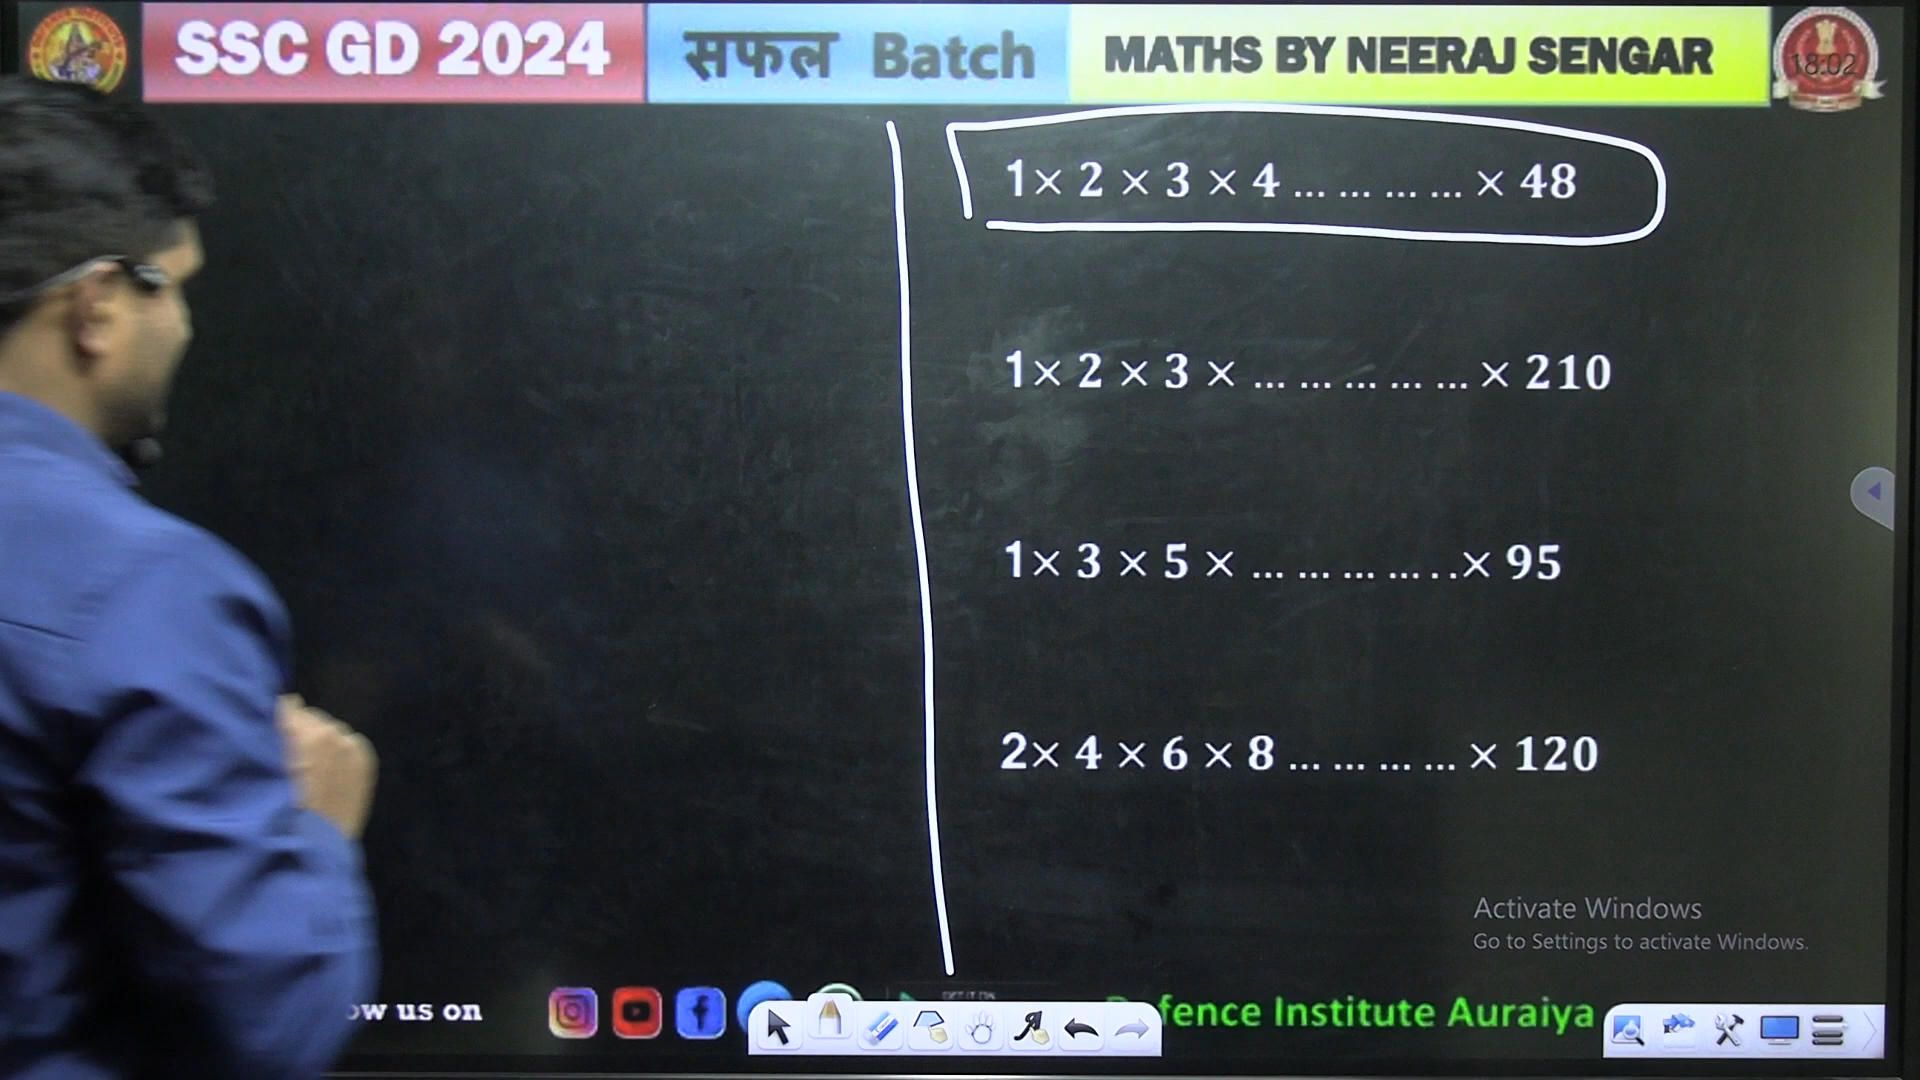 SSC GD 2024 सफल Batch MATHS BY NEERAJ SENGAR
18:02
1× 2 × 3 × 4 ... ... ... ... × 48
1× 2 × 3 × ... ... ... ... ... × 210
1× 3 × 5 × ... ... ... ... . .× 95
2× 4 × 6 × 8 ... ... ... ... × 120
Activate Windows
Go to Settings to activate Windows.
us on
Institute Auraiya